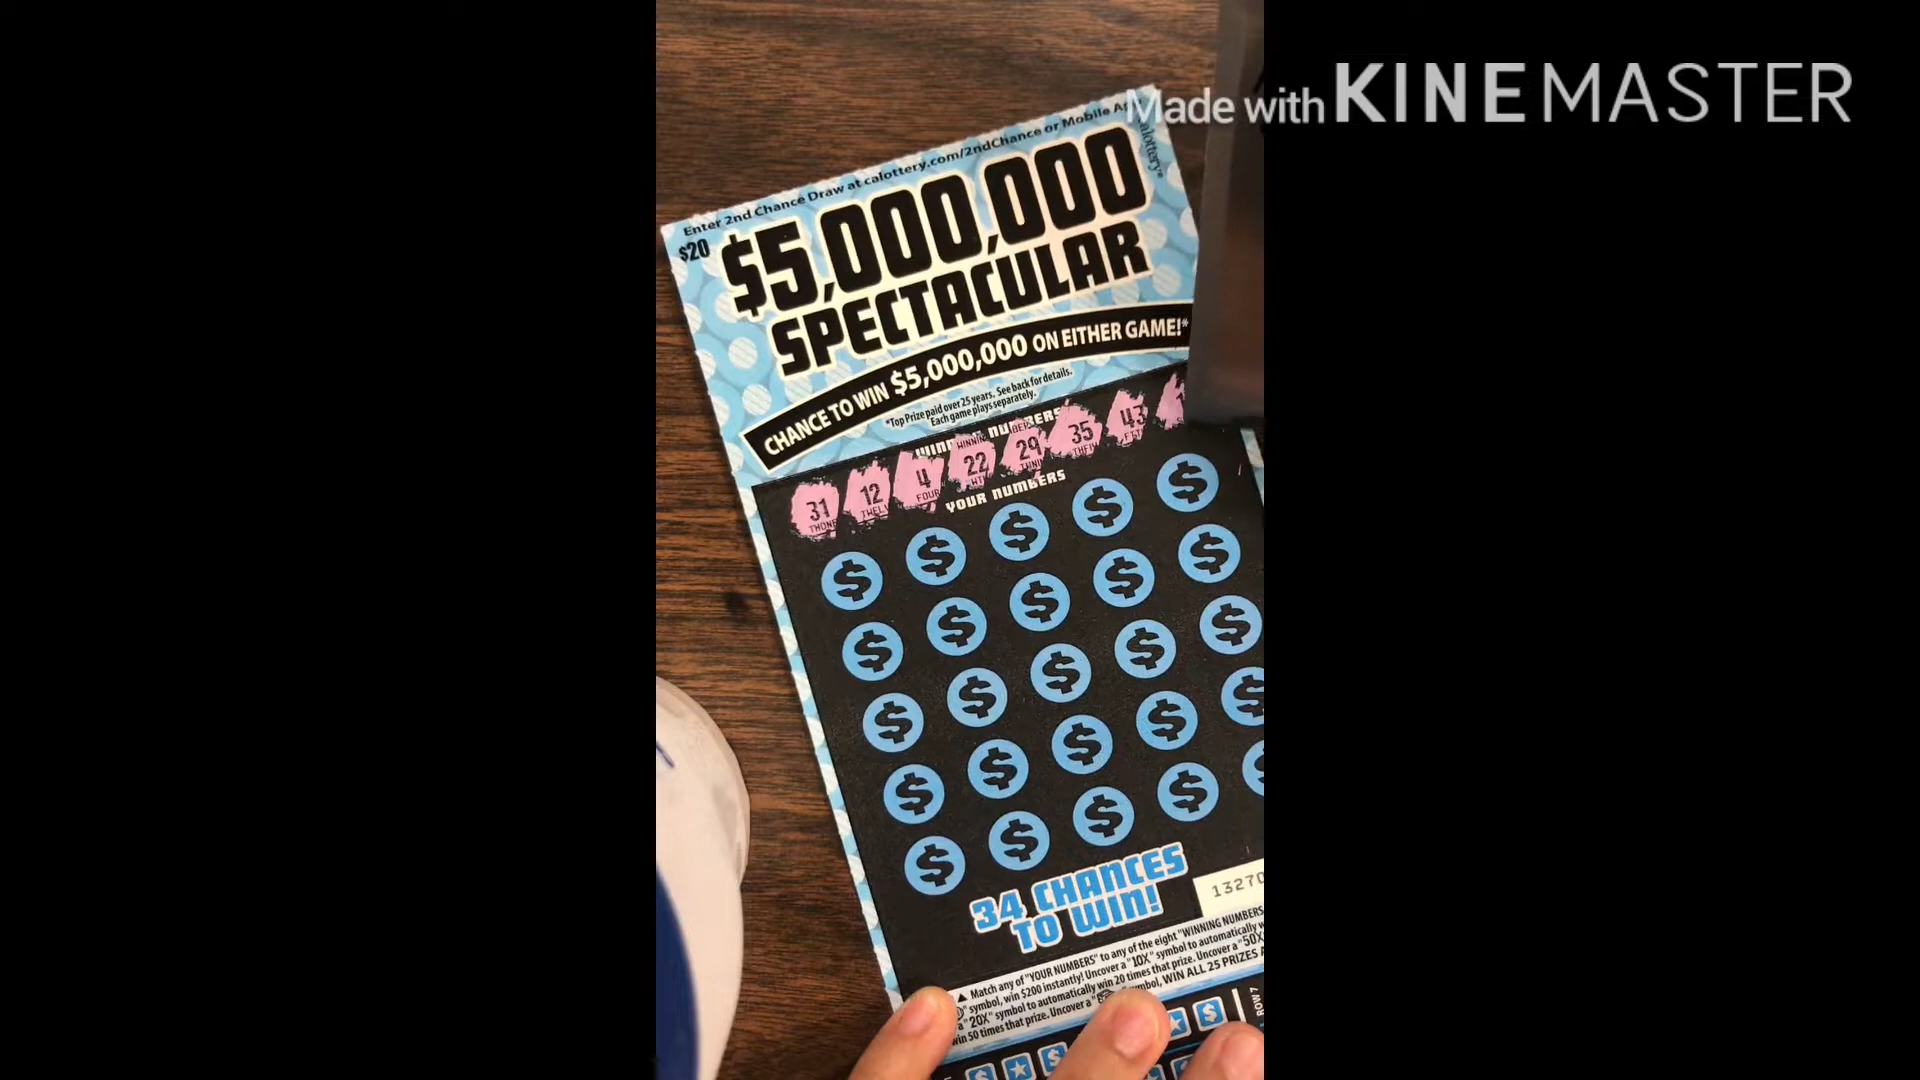 Made with KINEMASTER
Enter 2nd Chance Draw at calottery.com/2ndChance or Mobile App
calottery
$20
$5,000,000
SPECTACULAR
CHANCE TO WIN $5,000,000 ON EITHER GAME!*
*Top Prize paid over 25 years. See back for details.
Each game plays separately.
WINNING NUMBERS
31 12 4 22 29 35 43
FOUR
YOUR NUMBERS
34 CHANCES
TO WIN!
13270
Match any of "YOUR NUMBERS" to any of the eight "WINNING NUMBERS
symbol, win $200 instantly! Uncover a "10X" symbol to automatically
a "20X" symbol to automatically win 20 times that prize. Uncover a "50X
win 50 times that prize. Uncover a symbol, WIN ALL 25 PRIZES
ROW 7